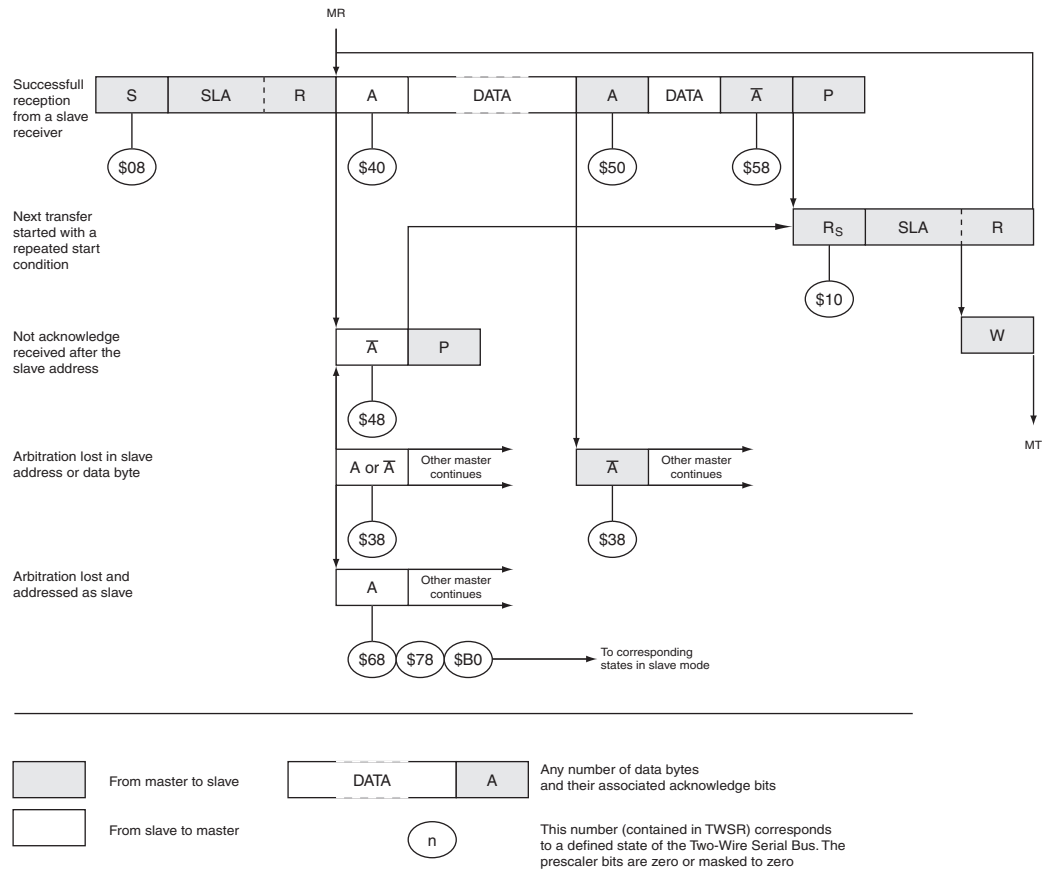 MR
Successfull
reception
from a slave
receiver
S SLA R A DATA A DATA A̅ P
$08 $40 $50 $58
Next transfer
started with a
repeated start
condition
RS SLA R
$10
Not acknowledge
received after the
slave address
A̅ P
W
$48
MT
Arbitration lost in slave
address or data byte
A or A̅
Other master
continues
A̅
Other master
continues
$38 $38
Arbitration lost and
addressed as slave
A
Other master
continues
$68 $78 $B0
To corresponding
states in slave mode
From master to slave
DATA A
Any number of data bytes
and their associated acknowledge bits
From slave to master
n
This number (contained in TWSR) corresponds
to a defined state of the Two-Wire Serial Bus. The
prescaler bits are zero or masked to zero